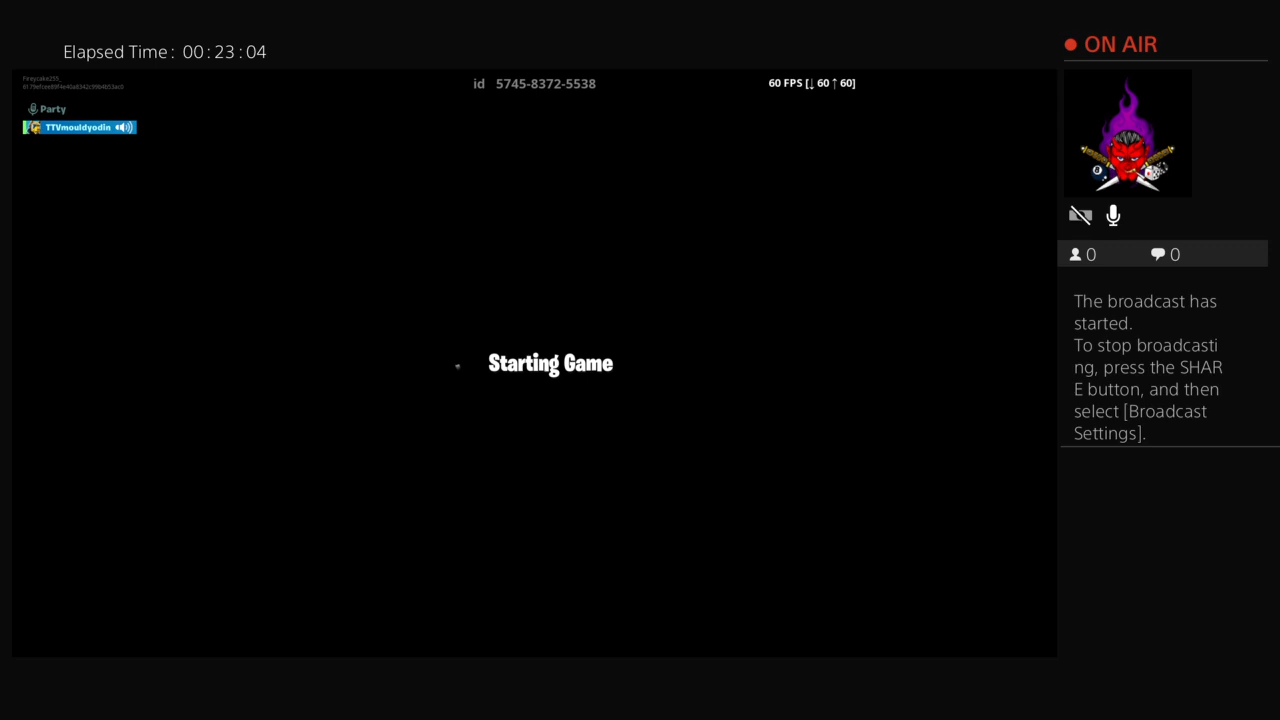 Elapsed Time: 00:23:04
ON AIR
Fireycake255_
id 5745-8372-5538
60 FPS [↓ 60 ↑ 60]
Party
TTVmouldyodin
8
0 0
The broadcast has
started.
To stop broadcasti
ng, press the SHAR
E button, and then
select [Broadcast
Settings].
Starting Game